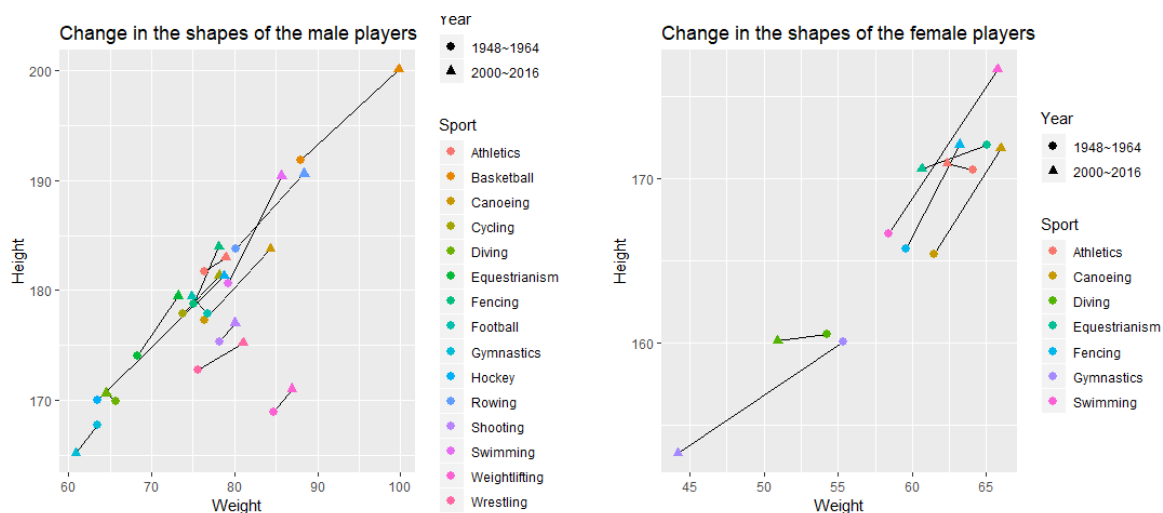 Change in the shapes of the male players
Height
200
190
180
170
60
70
80
90
100
Weight
Year
1948~1964
2000~2016
Sport
Athletics
Basketball
Canoeing
Cycling
Diving
Equestrianism
Fencing
Football
Gymnastics
Hockey
Rowing
Shooting
Swimming
Weightlifting
Wrestling
Change in the shapes of the female players
Height
170
160
45
50
55
60
65
Weight
Year
1948~1964
2000~2016
Sport
Athletics
Canoeing
Diving
Equestrianism
Fencing
Gymnastics
Swimming